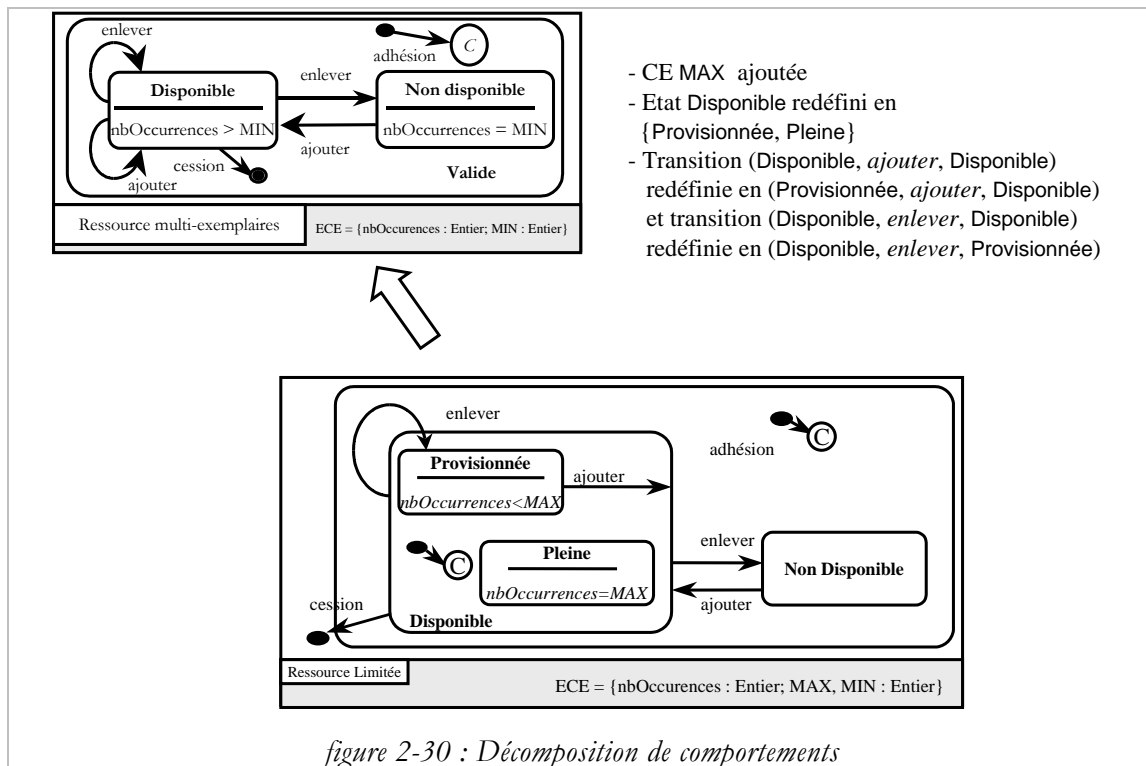 enlever
adhésion
C
Disponible
enlever
Non disponible
nbOccurrences > MIN
nbOccurrences = MIN
ajouter
cession
ajouter
Valide
Ressource multi-exemplaires
ECE = {nbOccurences : Entier; MIN : Entier}
- CE MAX ajoutée
- Etat Disponible redéfini en
{Provisionnée, Pleine}
- Transition (Disponible, ajouter, Disponible)
redéfinie en (Provisionnée, ajouter, Disponible)
et transition (Disponible, enlever, Disponible)
redéfinie en (Disponible, enlever, Provisionnée)
enlever
adhésion
C
Provisionnée
ajouter
nbOccurrences<MAX
enlever
C
Pleine
Non Disponible
nbOccurrences=MAX
ajouter
cession
Disponible
Ressource Limitée
ECE = {nbOccurences : Entier; MAX, MIN : Entier}
figure 2-30 : Décomposition de comportements